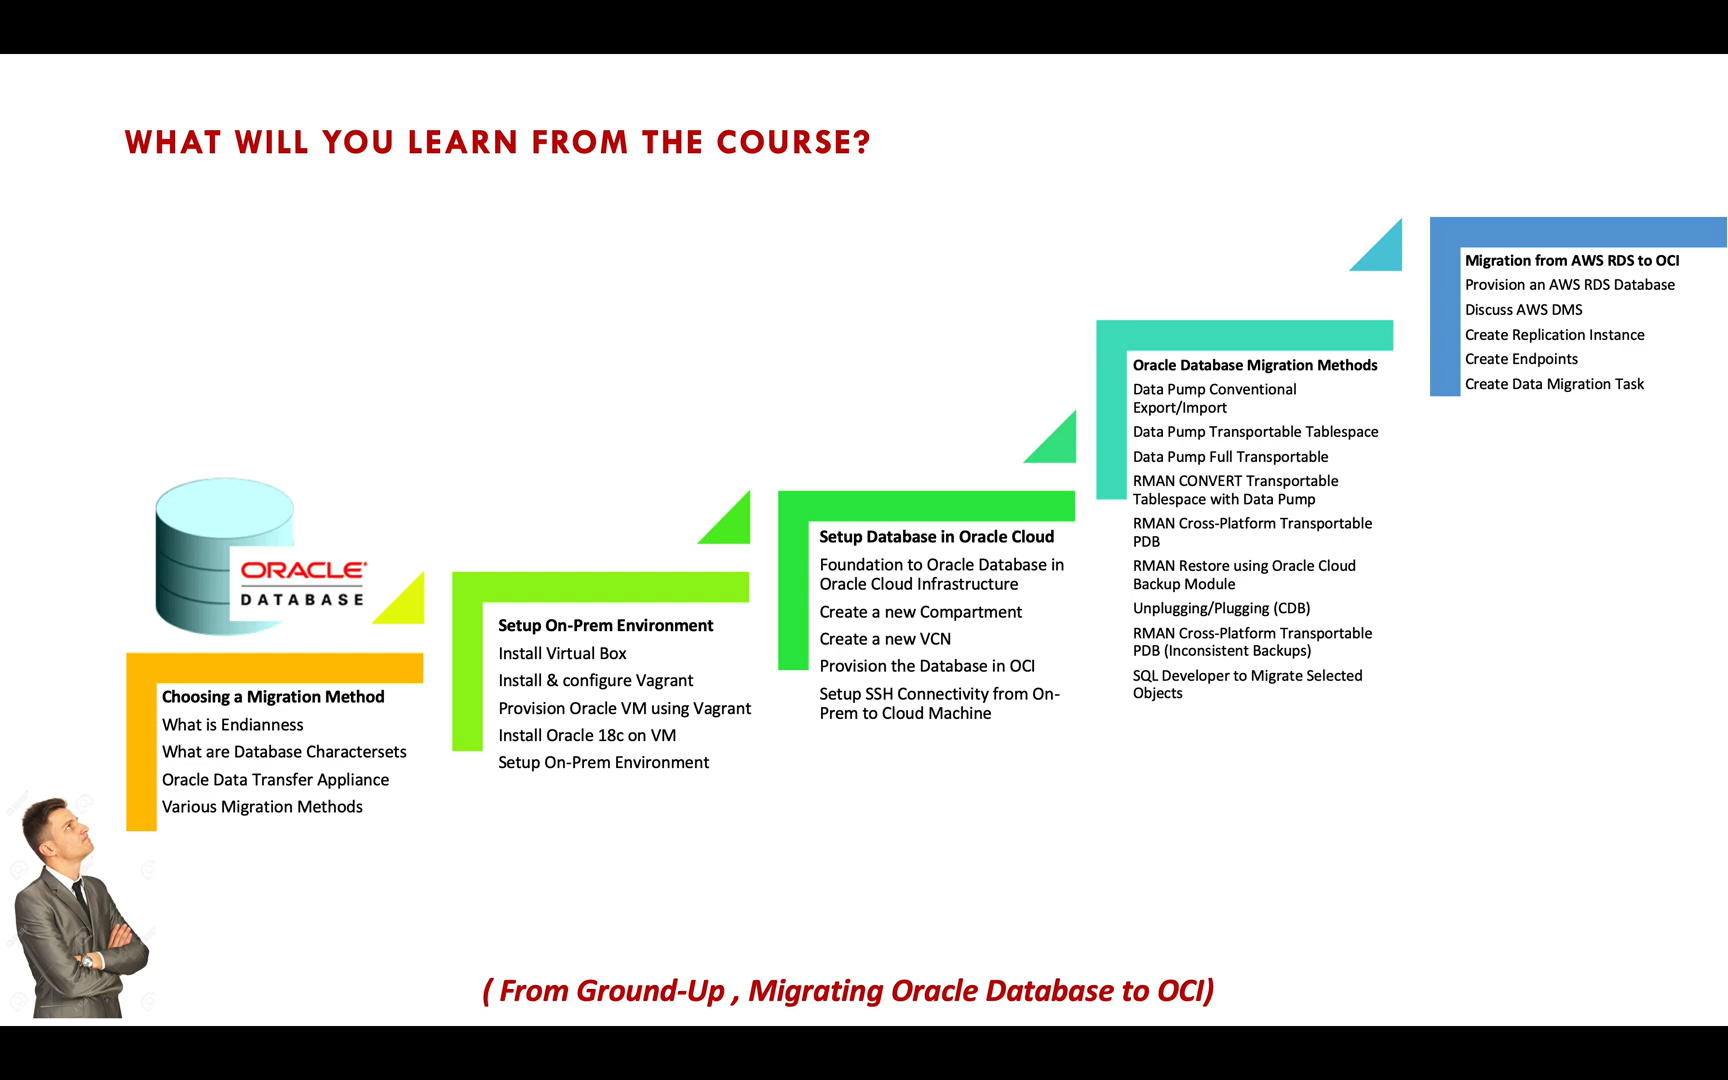 WHAT WILL YOU LEARN FROM THE COURSE?
ORACLE
DATABASE
Choosing a Migration Method
What is Endianness
What are Database Charactersets
Oracle Data Transfer Appliance
Various Migration Methods
Setup On-Prem Environment
Install Virtual Box
Install & configure Vagrant
Provision Oracle VM using Vagrant
Install Oracle 18c on VM
Setup On-Prem Environment
Setup Database in Oracle Cloud
Foundation to Oracle Database in
Oracle Cloud Infrastructure
Create a new Compartment
Create a new VCN
Provision the Database in OCI
Setup SSH Connectivity from On-
Prem to Cloud Machine
Oracle Database Migration Methods
Data Pump Conventional
Export/Import
Data Pump Transportable Tablespace
Data Pump Full Transportable
RMAN CONVERT Transportable
Tablespace with Data Pump
RMAN Cross-Platform Transportable
PDB
RMAN Restore using Oracle Cloud
Backup Module
Unplugging/Plugging (CDB)
RMAN Cross-Platform Transportable
PDB (Inconsistent Backups)
SQL Developer to Migrate Selected
Objects
Migration from AWS RDS to OCI
Provision an AWS RDS Database
Discuss AWS DMS
Create Replication Instance
Create Endpoints
Create Data Migration Task
( From Ground-Up , Migrating Oracle Database to OCI)